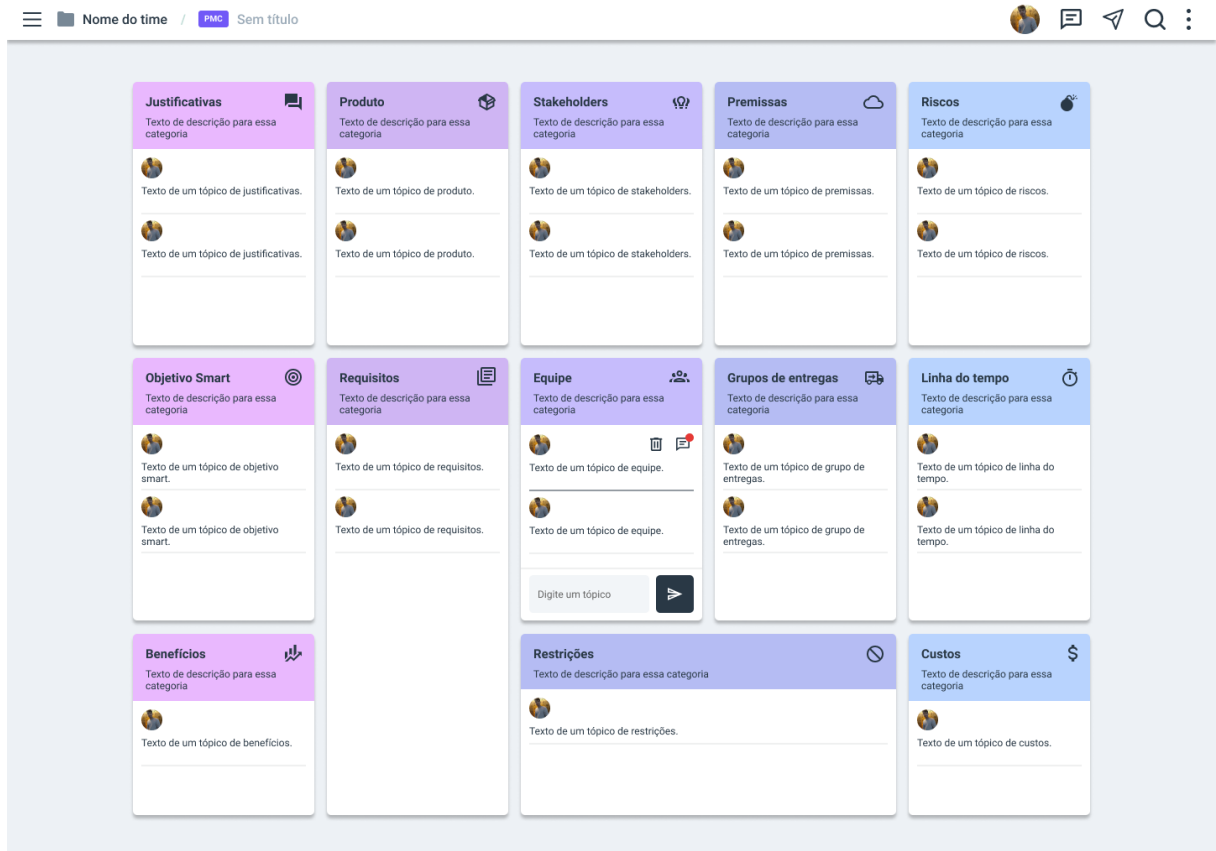 Nome do time / PMC Sem título
Justificativas
Texto de descrição para essa
categoria
Texto de um tópico de justificativas.
Texto de um tópico de justificativas.
Produto
Texto de descrição para essa
categoria
Texto de um tópico de produto.
Texto de um tópico de produto.
Stakeholders
Texto de descrição para essa
categoria
Texto de um tópico de stakeholders.
Texto de um tópico de stakeholders.
Premissas
Texto de descrição para essa
categoria
Texto de um tópico de premissas.
Texto de um tópico de premissas.
Riscos
Texto de descrição para essa
categoria
Texto de um tópico de riscos.
Texto de um tópico de riscos.
Objetivo Smart
Texto de descrição para essa
categoria
Texto de um tópico de objetivo
smart.
Texto de um tópico de objetivo
smart.
Requisitos
Texto de descrição para essa
categoria
Texto de um tópico de requisitos.
Texto de um tópico de requisitos.
Equipe
Texto de descrição para essa
categoria
Texto de um tópico de equipe.
Texto de um tópico de equipe.
Digite um tópico
Grupos de entregas
Texto de descrição para essa
categoria
Texto de um tópico de grupo de
entregas.
Texto de um tópico de grupo de
entregas.
Linha do tempo
Texto de descrição para essa
categoria
Texto de um tópico de linha do
tempo.
Texto de um tópico de linha do
tempo.
Benefícios
Texto de descrição para essa
categoria
Texto de um tópico de benefícios.
Restrições
Texto de descrição para essa categoria
Texto de um tópico de restrições.
Custos
Texto de descrição para essa
categoria
Texto de um tópico de custos.